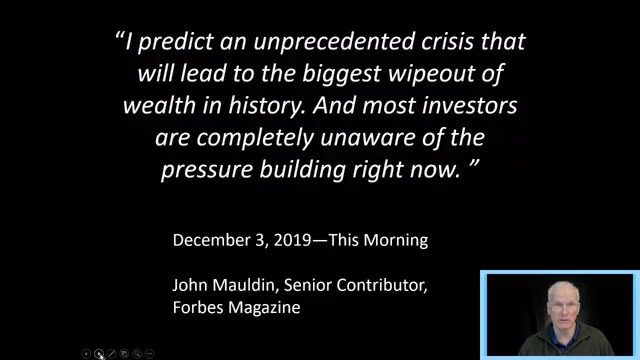 “I predict an unprecedented crisis that
will lead to the biggest wipeout of
wealth in history. And most investors
are completely unaware of the
pressure building right now. ”
December 3, 2019—This Morning
John Mauldin, Senior Contributor,
Forbes Magazine